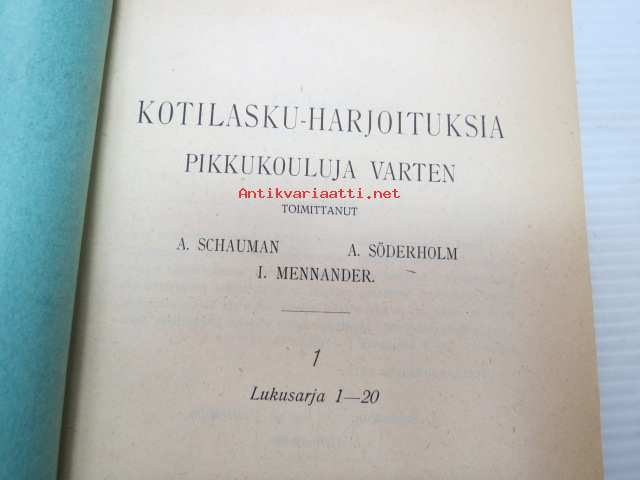 KOTILASKU-HARJOITUKSIA
PIKKUKOULUJA VARTEN
Antikvariaatti.net
TOIMITTANUT
A. SCHAUMAN A. SÖDERHOLM
I. MENNANDER.
1
Lukusarja 1—20